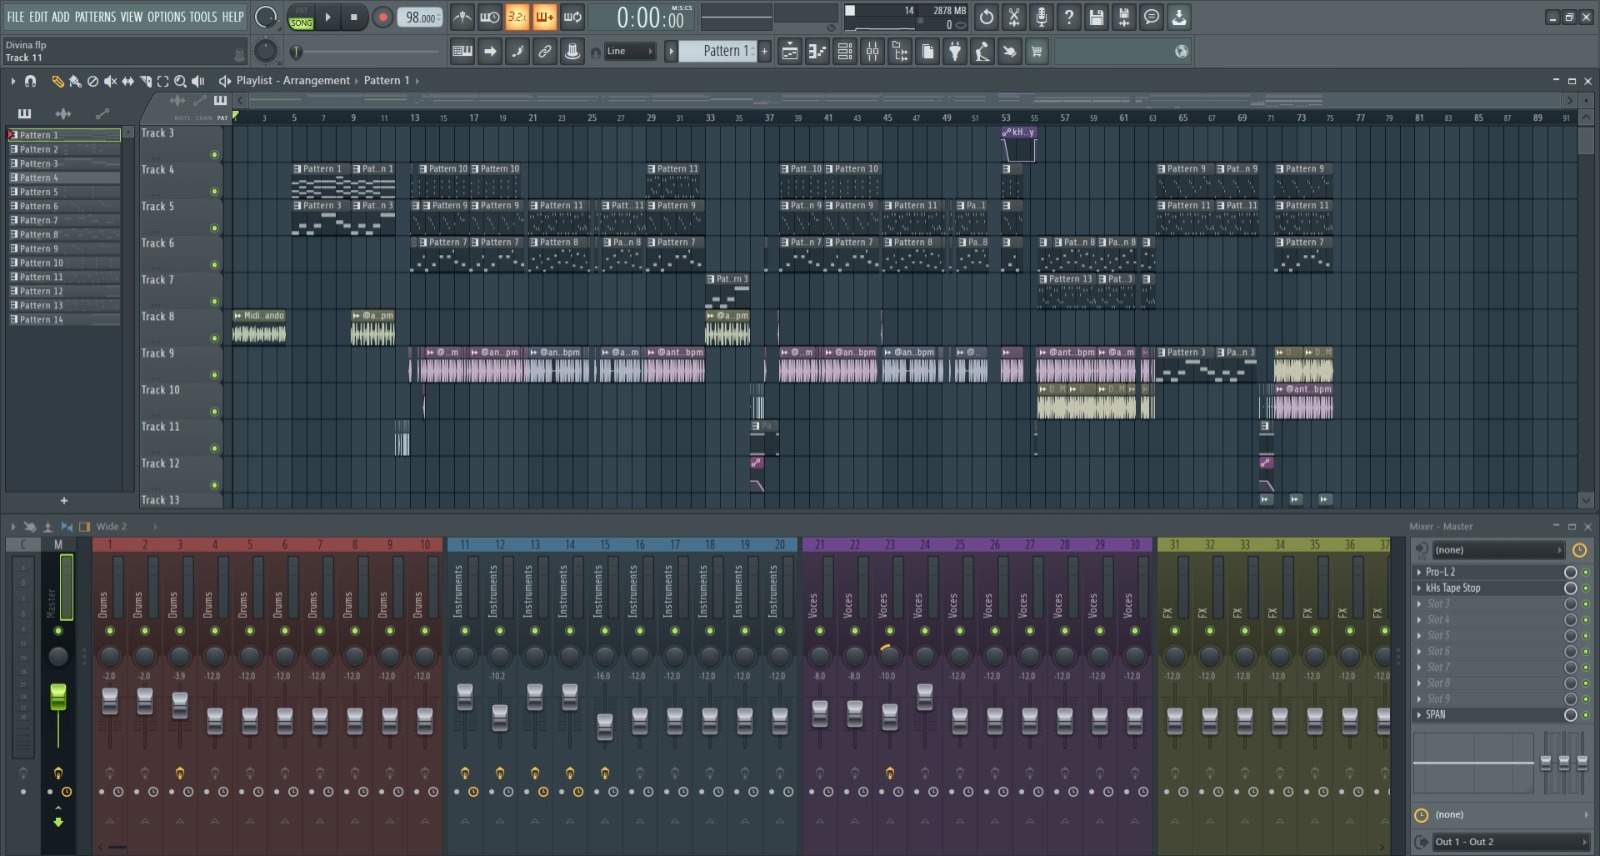 FILE EDIT ADD PATTERNS VIEW OPTIONS TOOLS HELP
PAT
SONG
98.000
3.2.
0:00:00
M:S:CS
14
2878 MB
0
Divina.flp
Track 11
Line
Pattern 1
Playlist - Arrangement
Pattern 1
NOTE CHAN PAT
1 3 5 7 9 11 13 15 17 19 21 23 25 27 29 31 33 35 37 39 41 43 45 47 49 51 53 55 57 59 61 63 65 67 69 71 73 75 77 79 81 83 85 87 89 91
Pattern 1
Pattern 2
Pattern 3
Pattern 4
Pattern 5
Pattern 6
Pattern 7
Pattern 8
Pattern 9
Pattern 10
Pattern 11
Pattern 12
Pattern 13
Pattern 14
Track 3
kH..y
Track 4
Pattern 1 Pat..n 1 Pattern 10 Pattern 10 Pattern 11 Patt..10 Pattern 10 Pattern 9 Pat..n 9 Pattern 9
Track 5
Pattern 3 Pat..n 3 Pattern 9 Pattern 9 Pattern 11 Patt..11 Pattern 9 Pat..n 9 Pattern 9 Pattern 11 Pa..1 Pattern 11 Patt..11 Pattern 11
Track 6
Pattern 7 Pattern 7 Pattern 8 Pa..n 8 Pattern 7 Pat..n 7 Pattern 7 Pattern 8 Pa..8 Pat..n 8 Pa..n 8 Pattern 7
Track 7
Pat..rn 3 Pattern 13 Pat..3
Track 8
Midi..ando @a..pm @a..pm
Track 9
@..m @an..pm @an..bpm @a..m @ant..bpm @..m @an..bpm @an..bpm @.. @ant..bpm @a..m Pattern 3 Pa..n 3 D D..M
Track 10
D..M D D..M @ant..bpm
Track 11
Track 12
Track 13
Wide 2
Mixer - Master
C M 1 2 3 4 5 6 7 8 9 10 11 12 13 14 15 16 17 18 19 20 21 22 23 24 25 26 27 28 29 30 31 32 33 34 35 36 37
Master
Drums Drums Drums Drums Drums Drums Drums Drums Drums Drums
Instruments Instruments Instruments Instruments Instruments Instruments Instruments Instruments Instruments Instruments
Voces Voces Voces Voces Voces Voces Voces Voces Voces Voces
FX FX FX FX FX FX FX
-2.0 -2.0 -3.9 -12.0 -12.0 -12.0 -12.0 -12.0 -12.0 -12.0 -10.2 -16.0 -12.0 -12.0 -12.0 -12.0 -12.0 -8.0 -8.0 -10.0 -12.0 -12.0 -12.0 -12.0 -12.0 -12.0 -12.0 -12.0 -12.0 -12.0 -12.0 -12.0
(none)
Pro-L 2
kHs Tape Stop
Slot 3
Slot 4
Slot 5
Slot 6
Slot 7
Slot 8
Slot 9
SPAN
(none)
Out 1 - Out 2